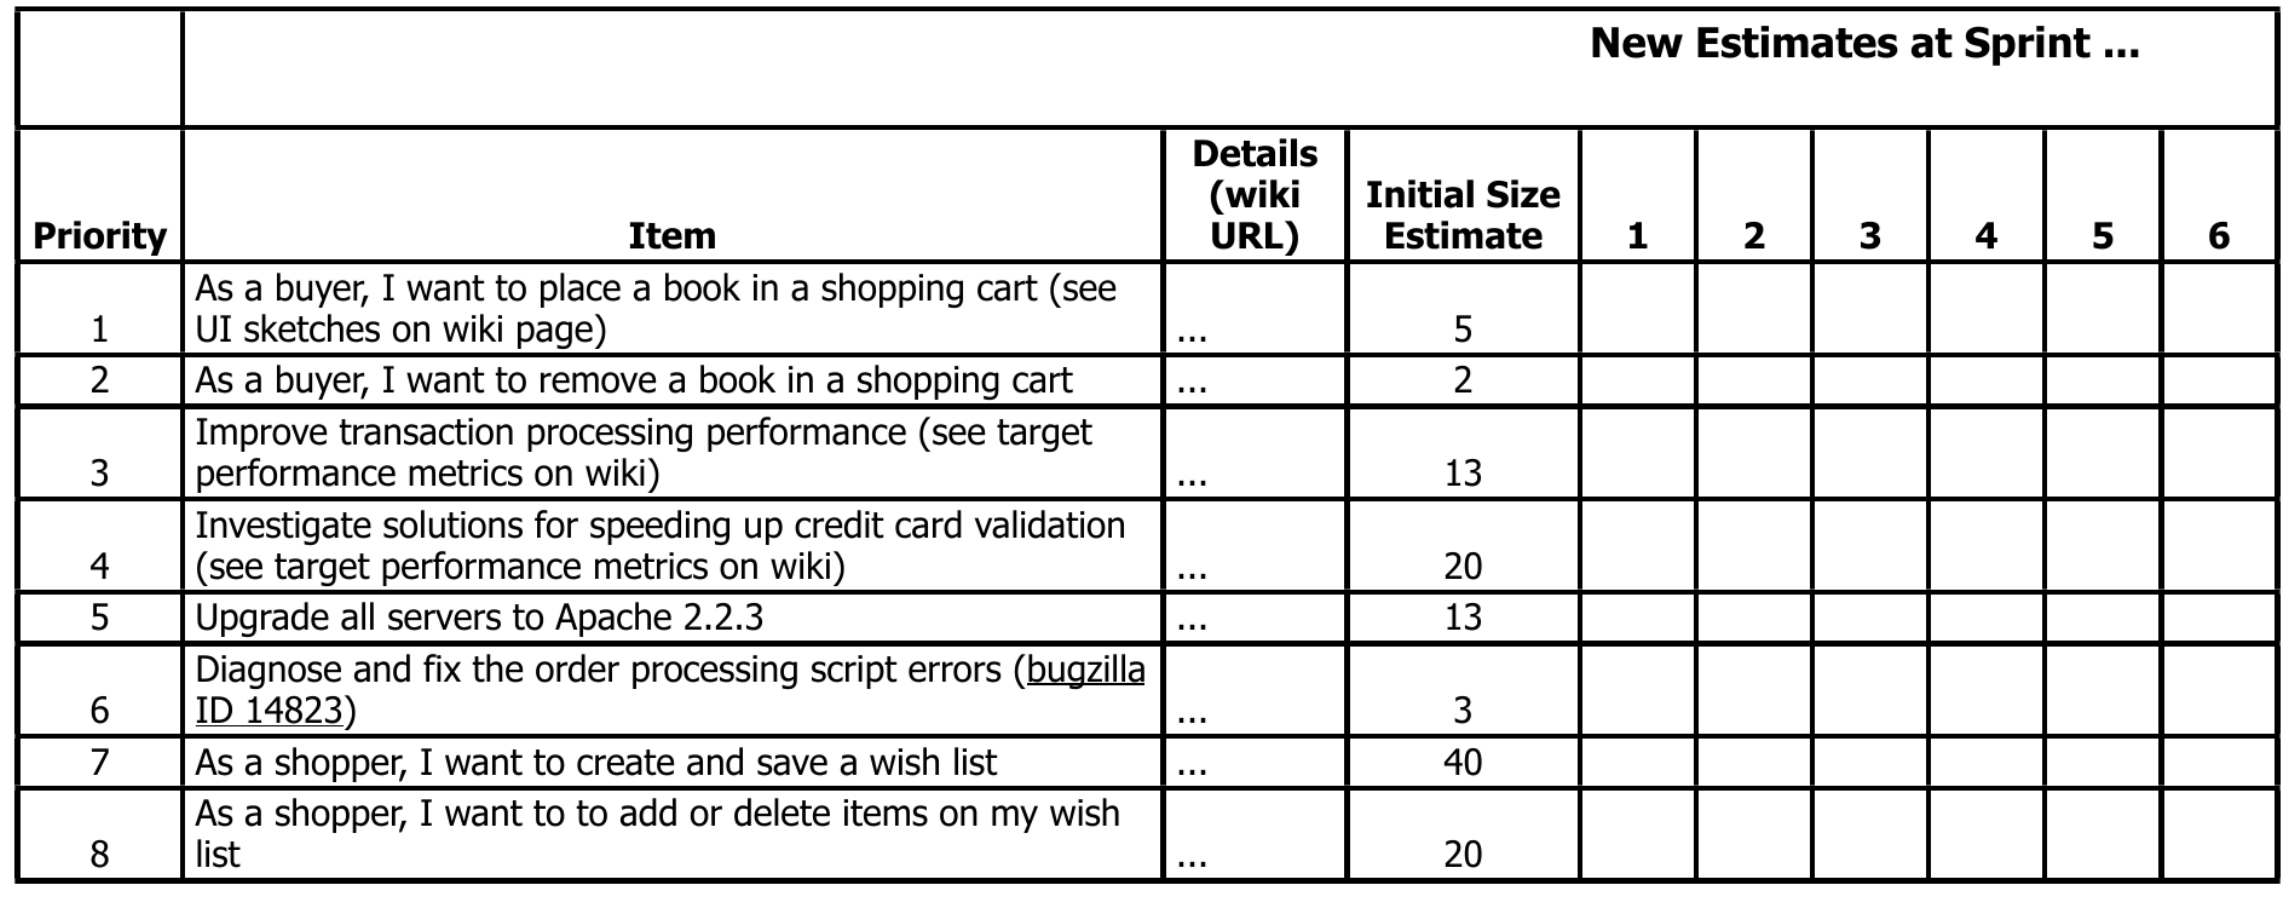 New Estimates at Sprint ...
Details
(wiki
URL)
Initial Size
Estimate
Priority
Item
1
2
3
4
5
6
As a buyer, I want to place a book in a shopping cart (see
UI sketches on wiki page)
1
...
5
2
As a buyer, I want to remove a book in a shopping cart
...
2
Improve transaction processing performance (see target
performance metrics on wiki)
3
...
13
Investigate solutions for speeding up credit card validation
(see target performance metrics on wiki)
4
...
20
5
Upgrade all servers to Apache 2.2.3
...
13
Diagnose and fix the order processing script errors (bugzilla
ID 14823)
6
...
3
7
As a shopper, I want to create and save a wish list
...
40
As a shopper, I want to to add or delete items on my wish
list
8
...
20